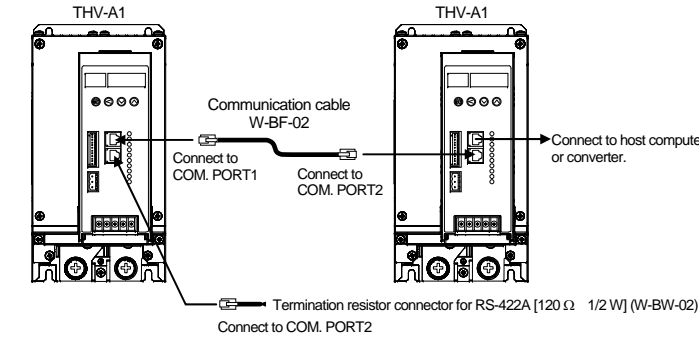 THV-A1
THV-A1
Communication cable
W-BF-02
Connect to
COM. PORT1
Connect to
COM. PORT2
Connect to host compute
or converter.
Termination resistor connector for RS-422A [120 Ω 1/2 W] (W-BW-02)
Connect to COM. PORT2